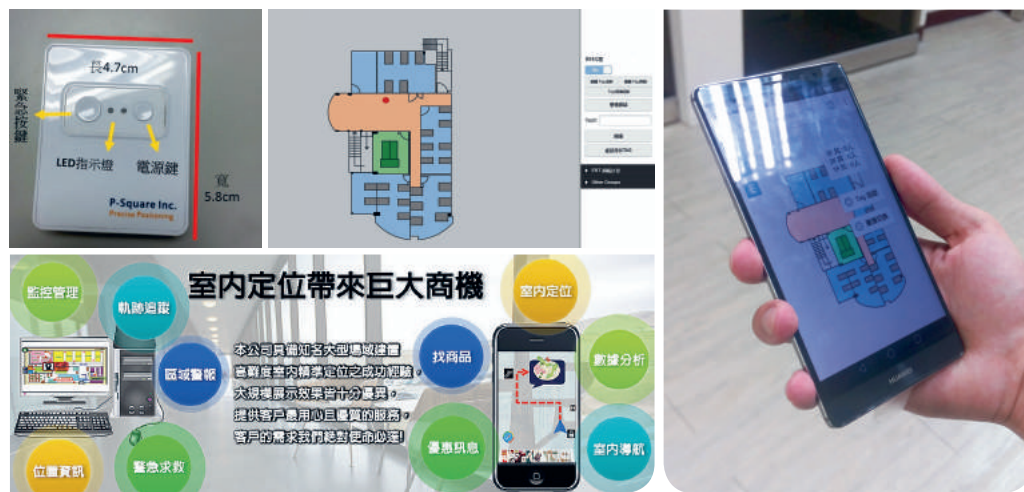 長4.7cm
緊急按鍵
LED指示燈
電源鍵
寬
5.8cm
P-Square Inc.
Precise Positioning
監控管理
軌跡追蹤
區域警報
位置資訊
緊急求救
室內定位帶來巨大商機
本公司具備知名大型場域建置
高難度室內精準定位之成功經驗，
大規模展示效果皆十分優異，
提供客戶最用心且優質的服務，
客戶的需求我們絕對使命必達!
找商品
優惠訊息
室內定位
數據分析
室內導航
HUAWEI